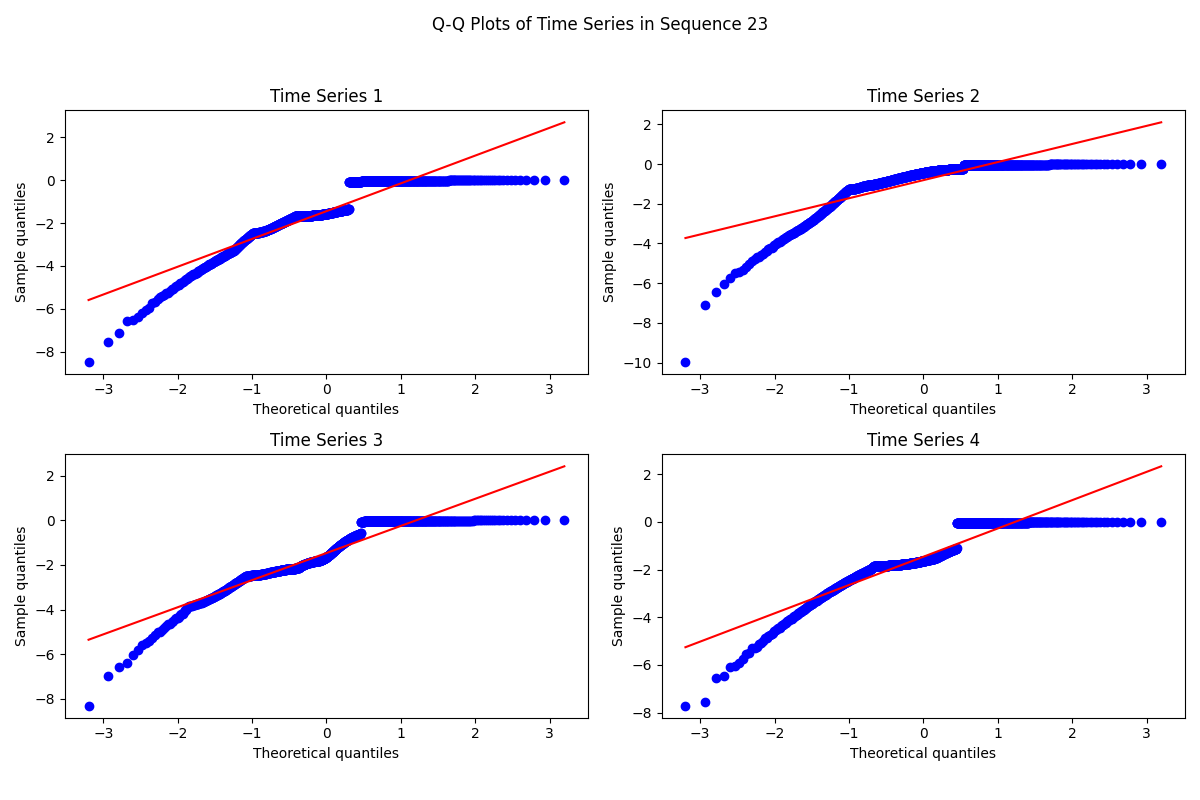 Q-Q Plots of Time Series in Sequence 23
Time Series 1
Sample quantiles
2
0
−2
−4
−6
−8
−3 −2 −1 0 1 2 3
Theoretical quantiles
Time Series 2
Sample quantiles
2
0
−2
−4
−6
−8
−10
−3 −2 −1 0 1 2 3
Theoretical quantiles
Time Series 3
Sample quantiles
2
0
−2
−4
−6
−8
−3 −2 −1 0 1 2 3
Theoretical quantiles
Time Series 4
Sample quantiles
2
0
−2
−4
−6
−8
−3 −2 −1 0 1 2 3
Theoretical quantiles